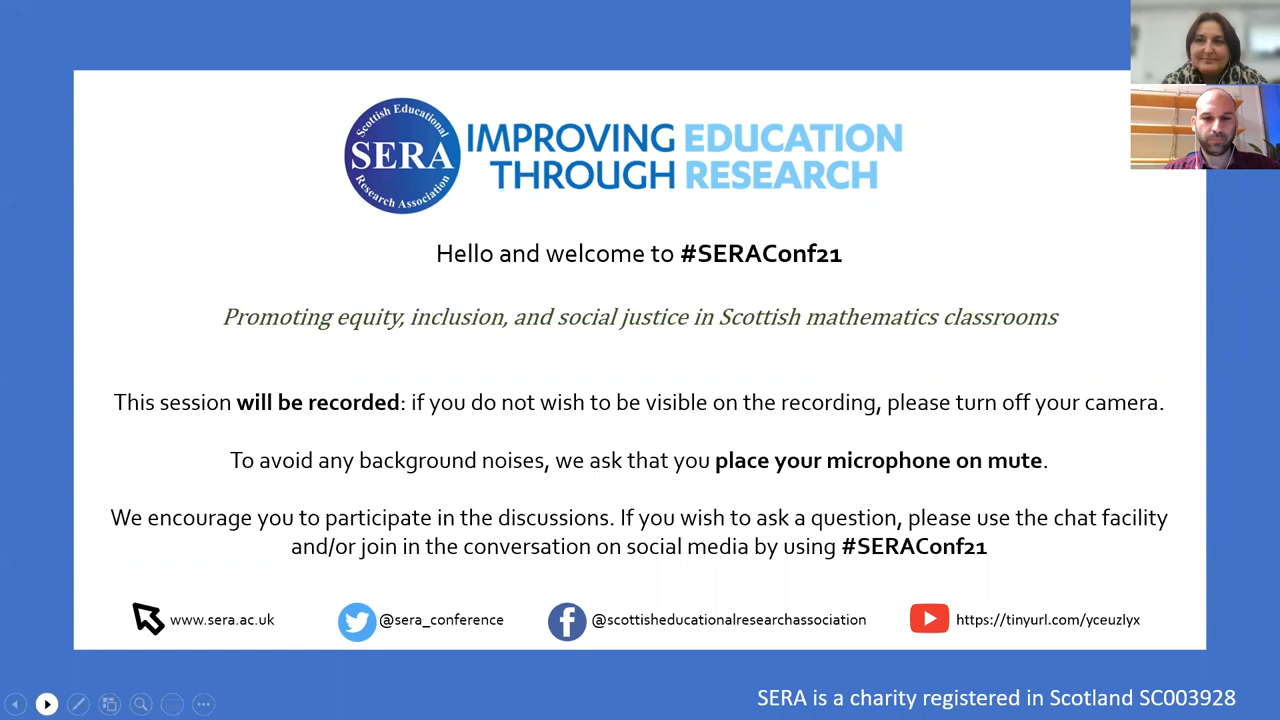 Scottish Educational
SERA
Research Association
IMPROVING EDUCATION
THROUGH RESEARCH
Hello and welcome to #SERAConf21
Promoting equity, inclusion, and social justice in Scottish mathematics classrooms
This session will be recorded: if you do not wish to be visible on the recording, please turn off your camera.
To avoid any background noises, we ask that you place your microphone on mute.
We encourage you to participate in the discussions. If you wish to ask a question, please use the chat facility
and/or join in the conversation on social media by using #SERAConf21
www.sera.ac.uk
@sera_conference
@scottisheducationalresearchassociation
https://tinyurl.com/yceuzlyx
SERA is a charity registered in Scotland SC003928